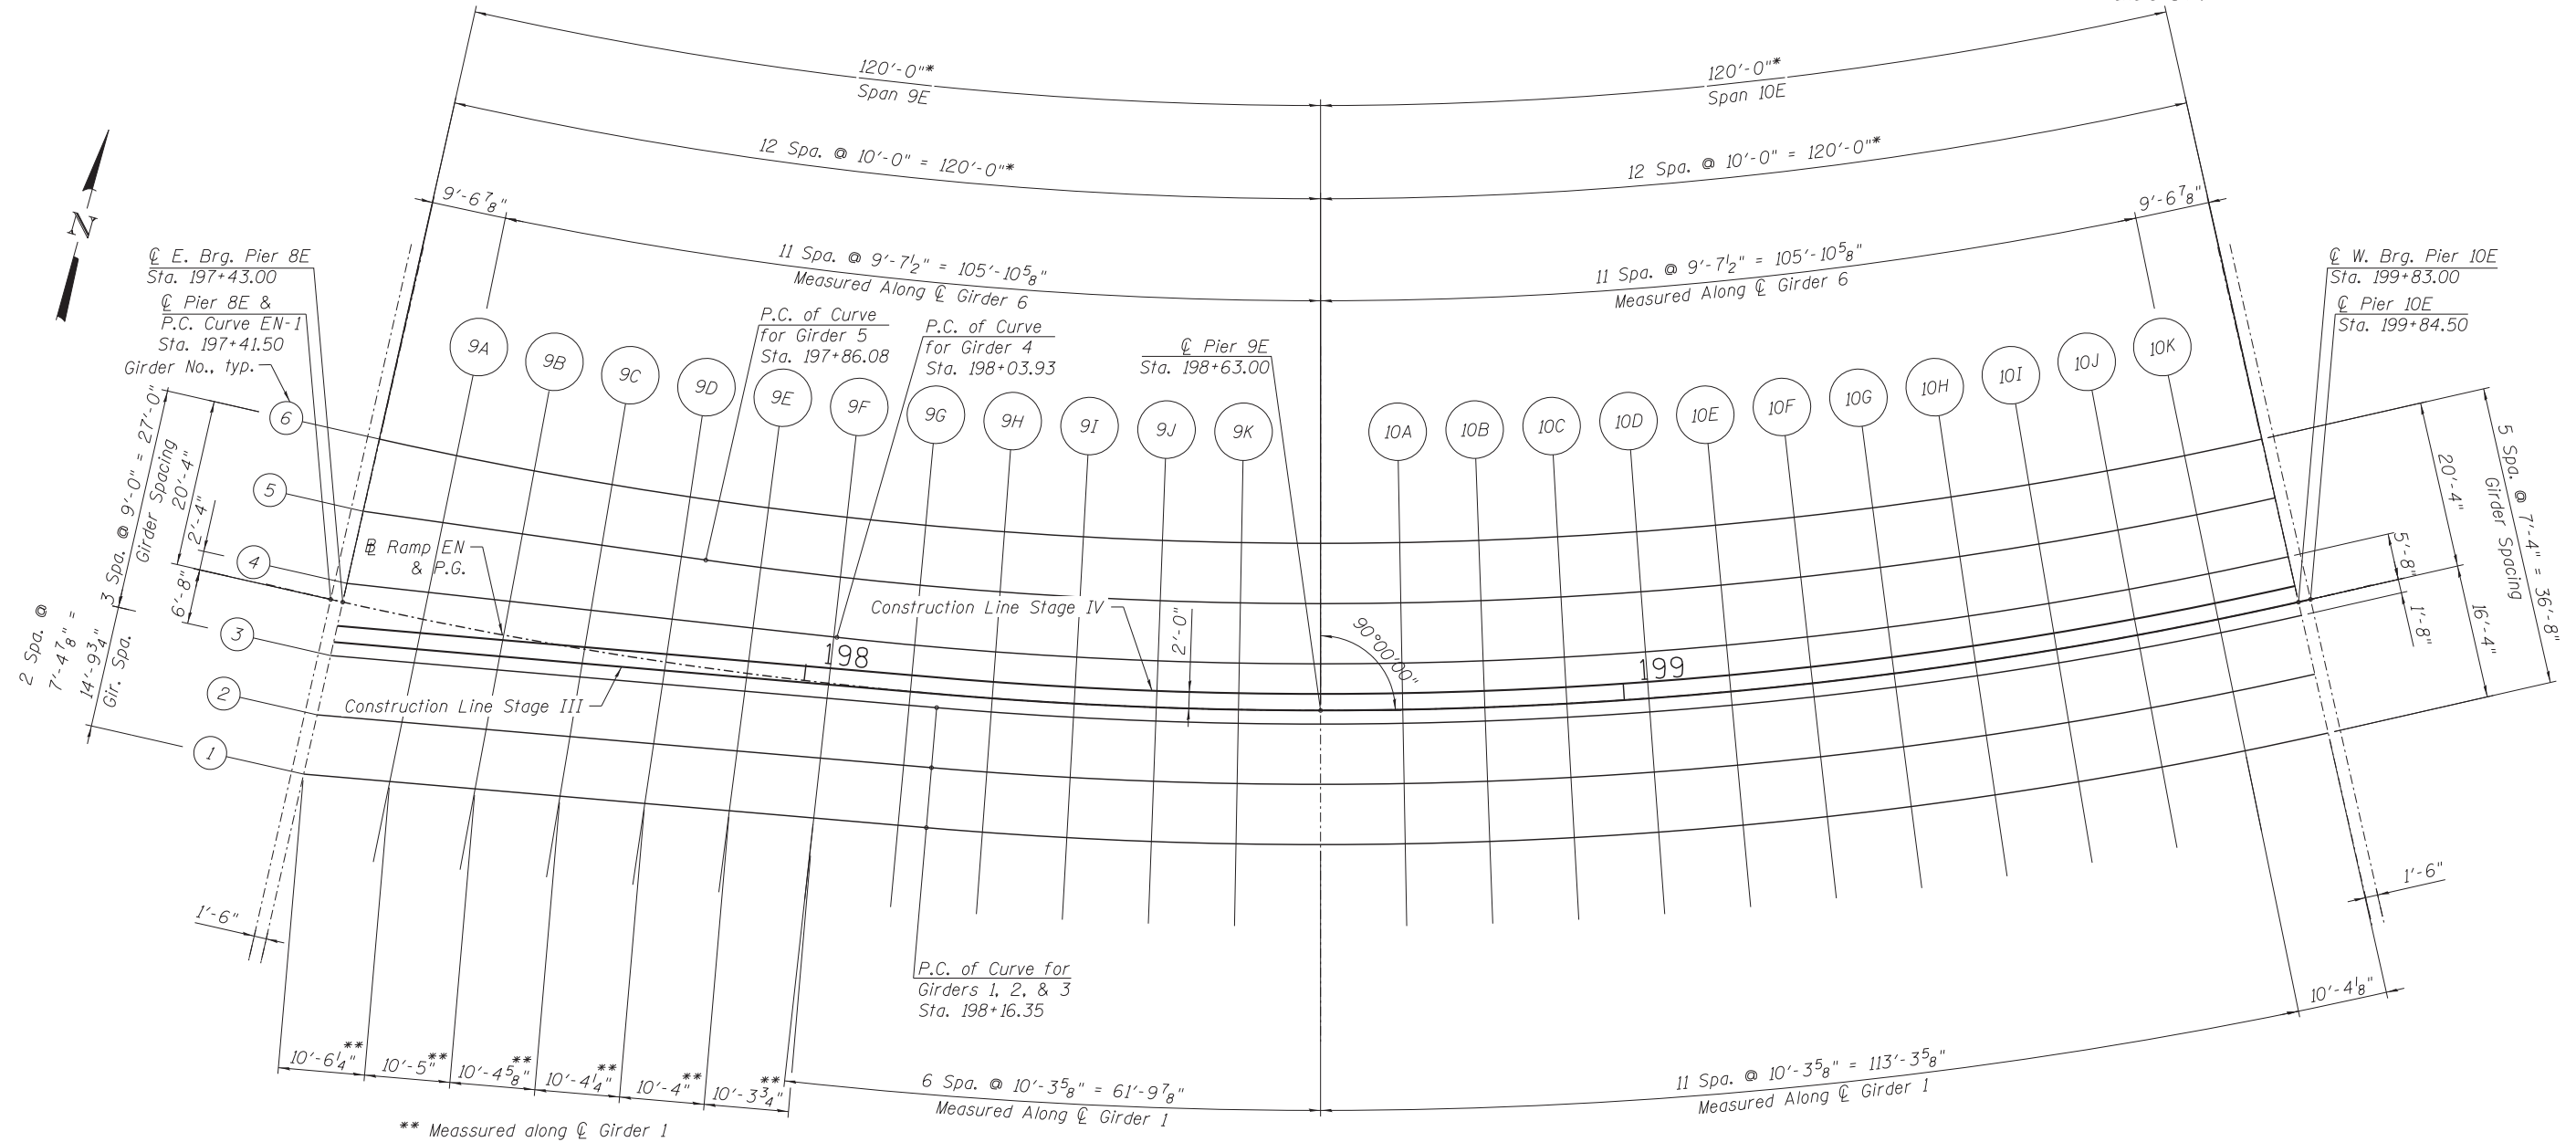 120'-0"*
Span 9E
120'-0"*
Span 10E
12 Spa. @ 10'-0" = 120'-0"*
12 Spa. @ 10'-0" = 120'-0"*
9'-6 7/8"
9'-6 7/8"
11 Spa. @ 9'-7 1/2" = 105'-10 5/8"
Measured Along ℄ Girder 6
11 Spa. @ 9'-7 1/2" = 105'-10 5/8"
Measured Along ℄ Girder 6
N
℄ E. Brg. Pier 8E
Sta. 197+43.00
℄ Pier 8E &
P.C. Curve EN-1
Sta. 197+41.50
Girder No., typ.
P.C. of Curve
for Girder 5
Sta. 197+86.08
P.C. of Curve
for Girder 4
Sta. 198+03.93
℄ Pier 9E
Sta. 198+63.00
℄ W. Brg. Pier 10E
Sta. 199+83.00
℄ Pier 10E
Sta. 199+84.50
9A
9B
9C
9D
9E
9F
9G
9H
9I
9J
9K
10A
10B
10C
10D
10E
10F
10G
10H
10I
10J
10K
6
5
4
3
2
1
3 Spa. @ 9'-0" = 27'-0"
Girder Spacing
20'-4"
2'-4"
6'-8"
2 Spa. @
7'-4 7/8" =
14'-9 3/4"
Gir. Spa.
B̲L Ramp EN
& P.G.
Construction Line Stage IV
Construction Line Stage III
198
199
2'-0"
90°00'00"
5 Spa. @ 7'-4" = 36'-8"
Girder Spacing
20'-4"
5'-8"
1'-8"
16'-4"
1'-6"
1'-6"
P.C. of Curve for
Girders 1, 2, & 3
Sta. 198+16.35
10'-6 1/4"**
10'-5"**
10'-4 5/8"**
10'-4 1/4"**
10'-4"**
10'-3 3/4"**
6 Spa. @ 10'-3 5/8" = 61'-9 7/8"
Measured Along ℄ Girder 1
11 Spa. @ 10'-3 5/8" = 113'-3 5/8"
Measured Along ℄ Girder 1
10'-4 1/8"
** Meassured along ℄ Girder 1